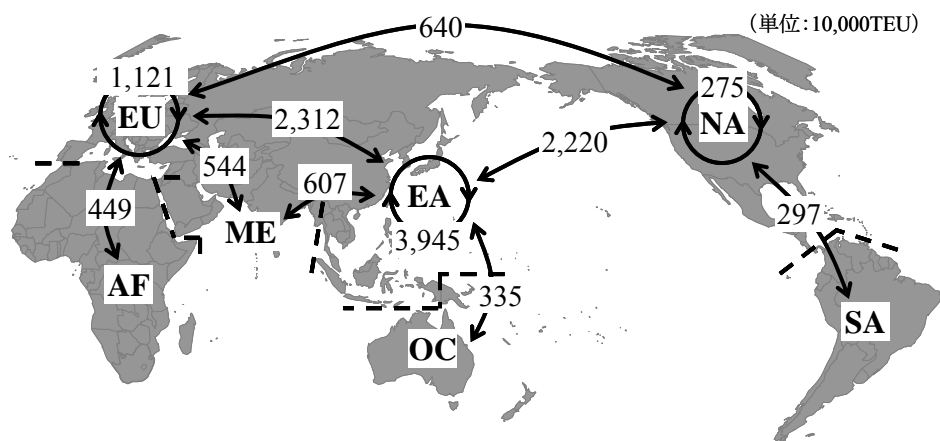 640
(単位:10,000TEU)
1,121
EU
275
NA
2,312
2,220
544
607
EA
449
ME
3,945
297
AF
335
SA
OC